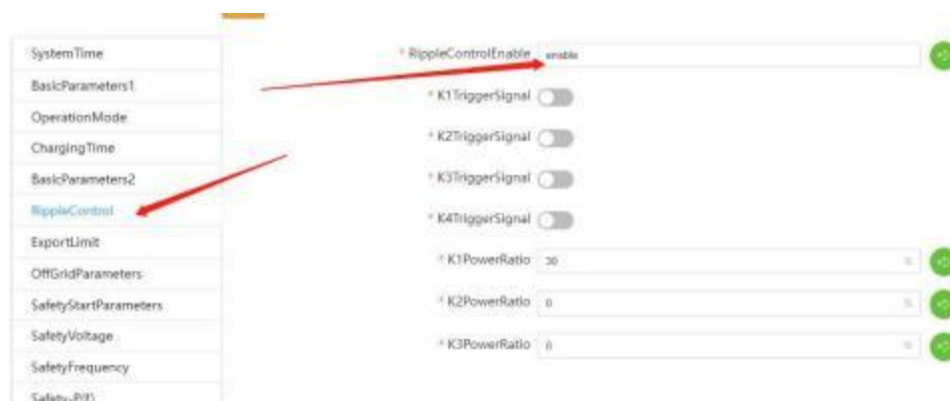 SystemTime
BasicParameters1
OperationMode
ChargingTime
BasicParameters2
RippleControl
ExportLimit
OffGridParameters
SafetyStartParameters
SafetyVoltage
SafetyFrequency
Safety-P(f)
* RippleControlEnable enable
* K1TriggerSignal
* K2TriggerSignal
* K3TriggerSignal
* K4TriggerSignal
* K1PowerRatio 30 %
* K2PowerRatio 0 %
* K3PowerRatio 0 %